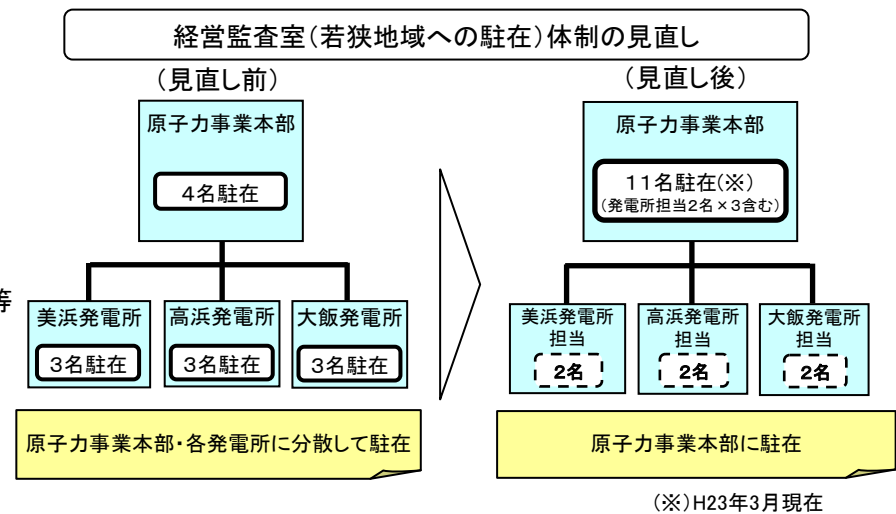 経営監査室(若狭地域への駐在)体制の見直し
(見直し前)
(見直し後)
原子力事業本部
4名駐在
原子力事業本部
11名駐在(※)
(発電所担当2名×3含む)
等
美浜発電所
3名駐在
高浜発電所
3名駐在
大飯発電所
3名駐在
美浜発電所
担当
2名
高浜発電所
担当
2名
大飯発電所
担当
2名
原子力事業本部・各発電所に分散して駐在
原子力事業本部に駐在
(※)H23年3月現在